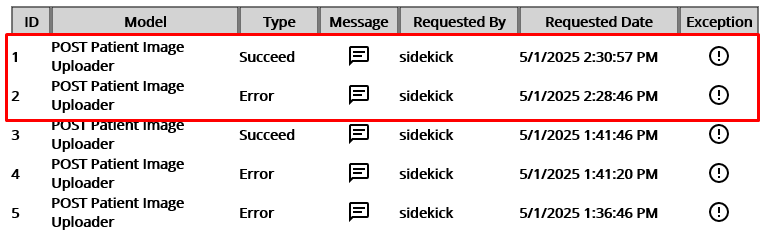 ID Model Type Message Requested By Requested Date Exception
1 POST Patient Image Uploader Succeed sidekick 5/1/2025 2:30:57 PM
2 POST Patient Image Uploader Error sidekick 5/1/2025 2:28:46 PM
3 POST Patient Image Uploader Succeed sidekick 5/1/2025 1:41:46 PM
4 POST Patient Image Uploader Error sidekick 5/1/2025 1:41:20 PM
5 POST Patient Image Uploader Error sidekick 5/1/2025 1:36:46 PM